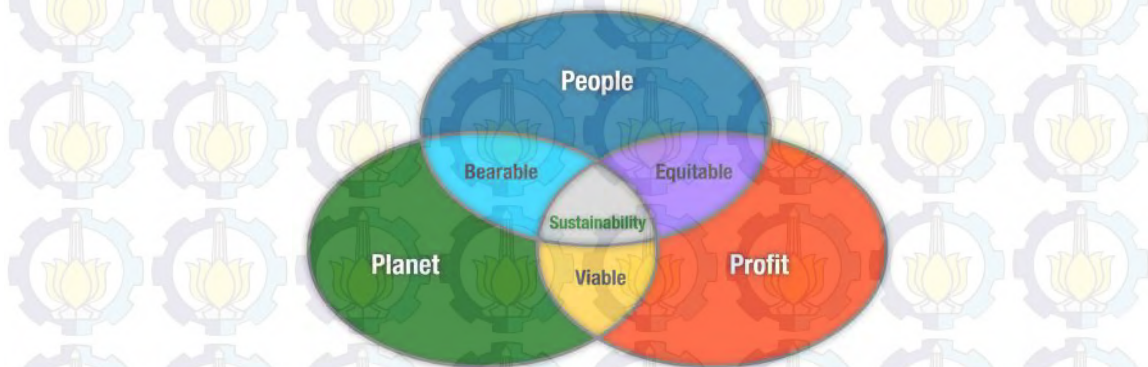 People
Bearable
Equitable
Sustainability
Planet
Viable
Profit